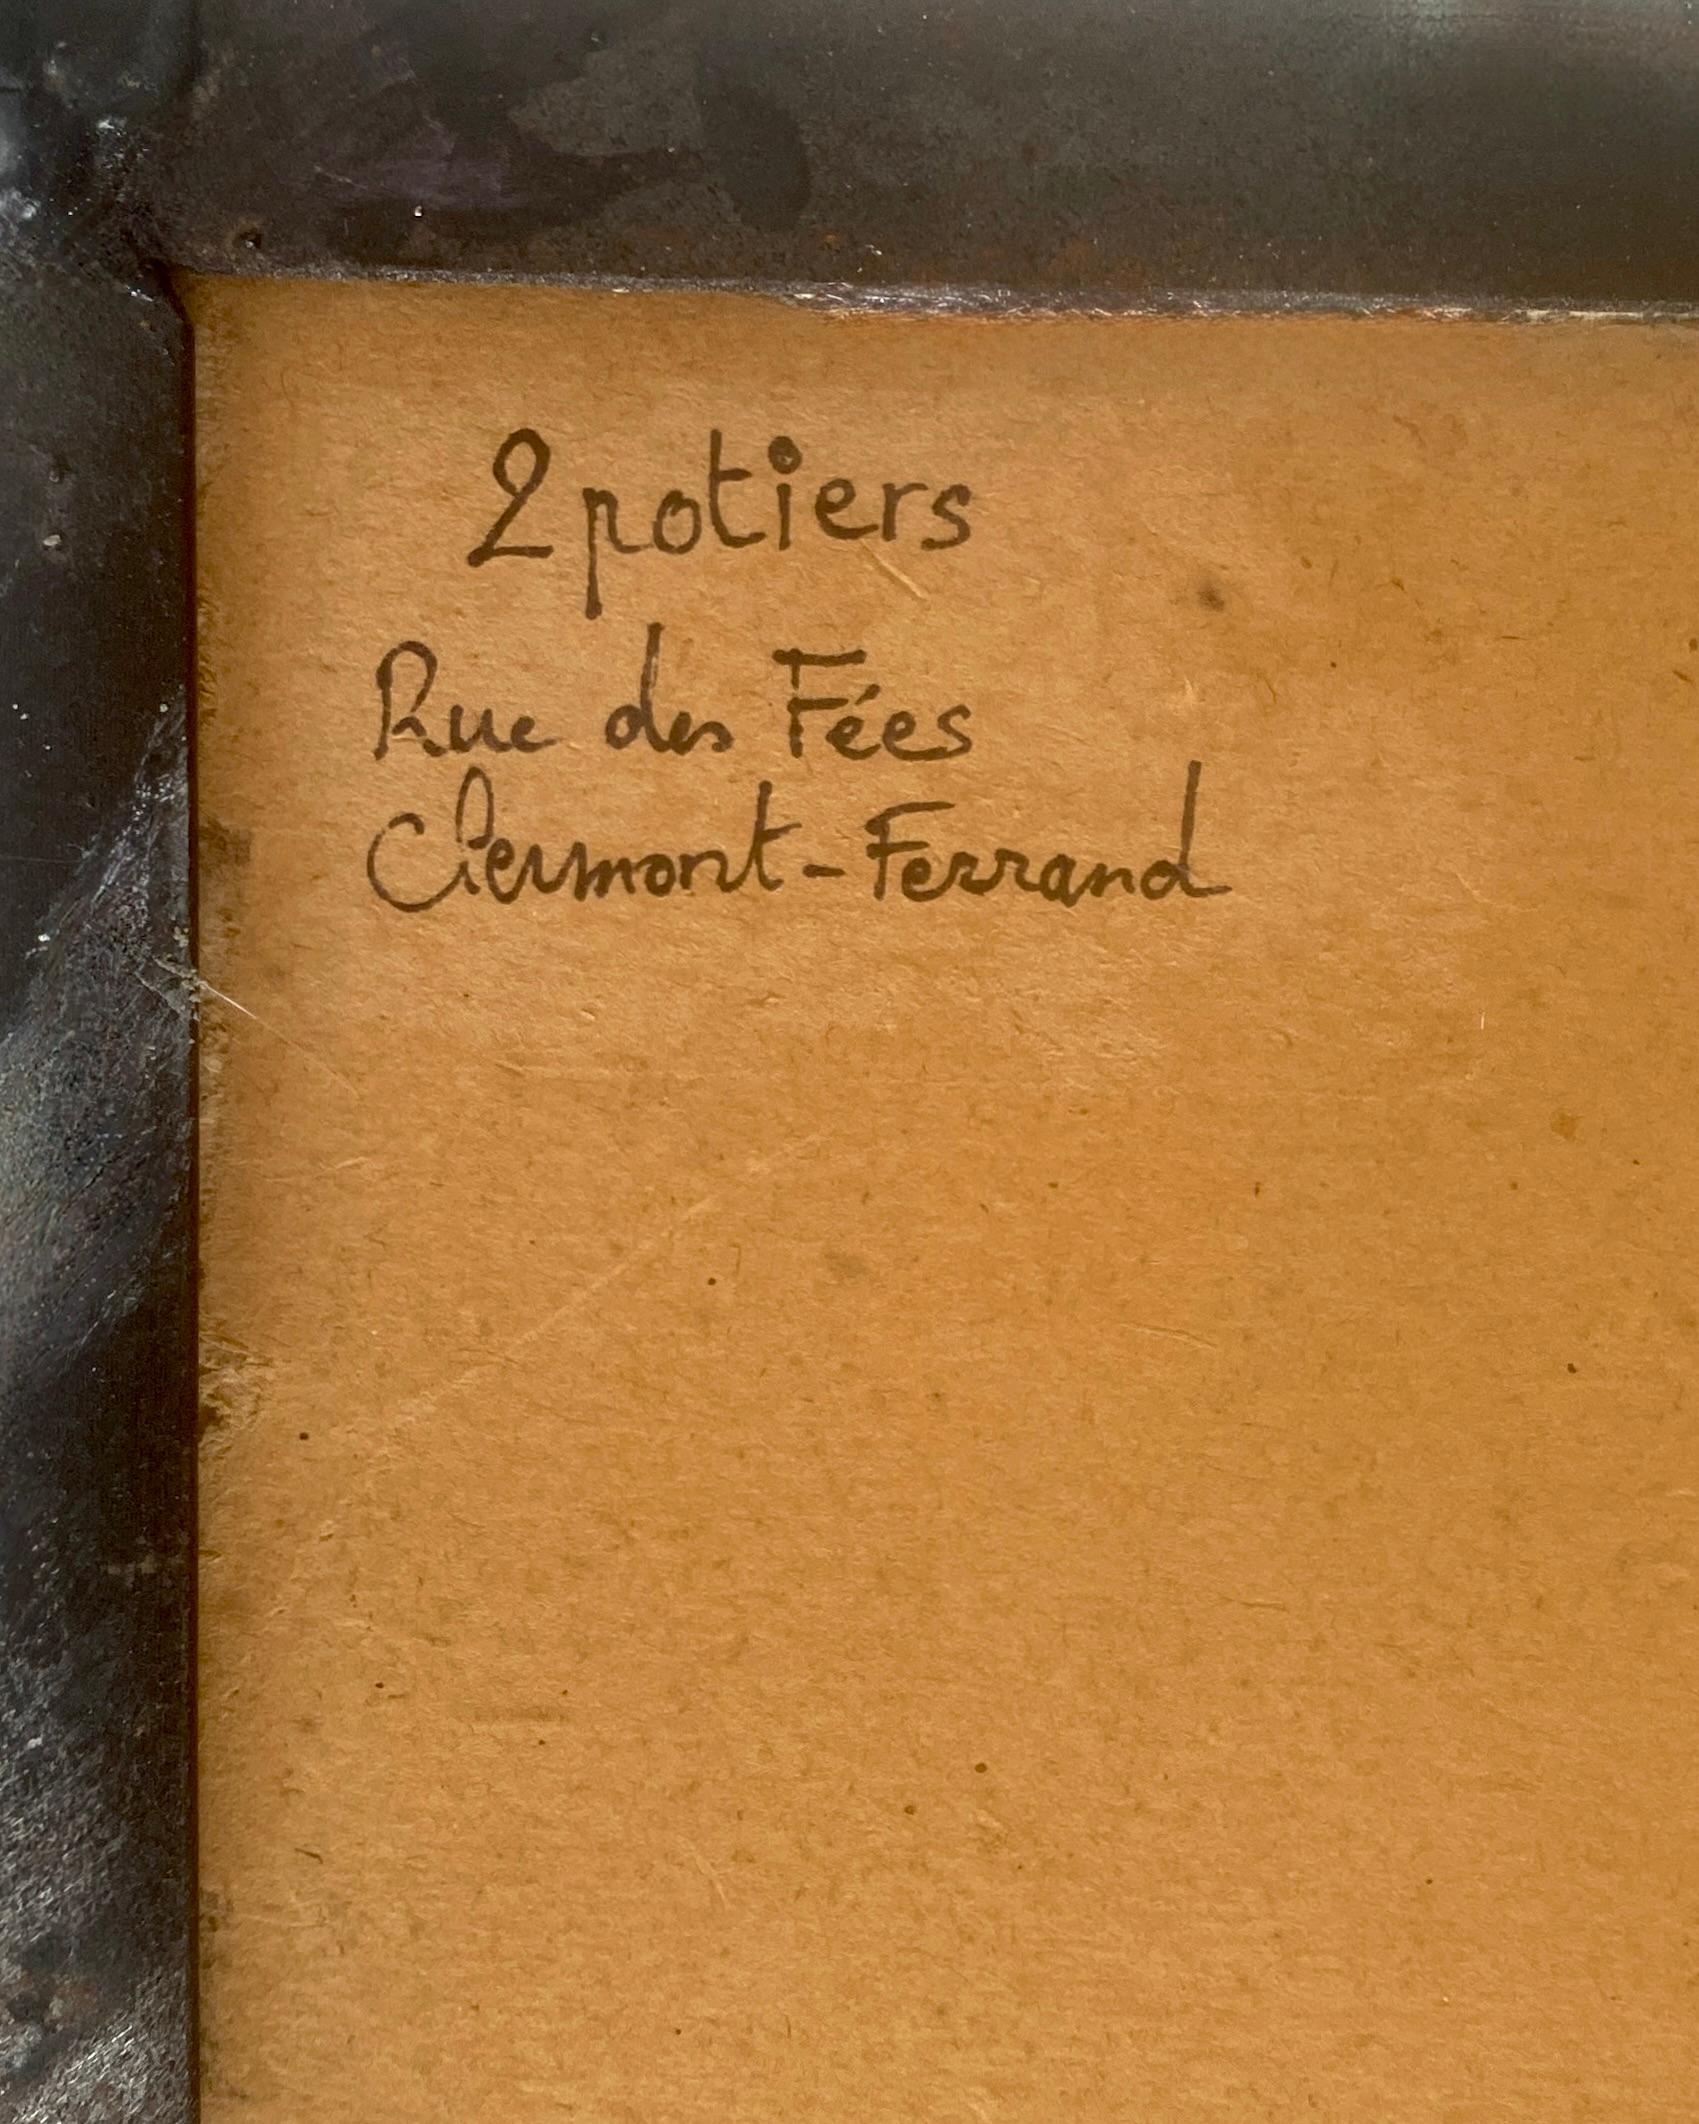 2 potiers
Rue des Fées
Clermont-Ferrand